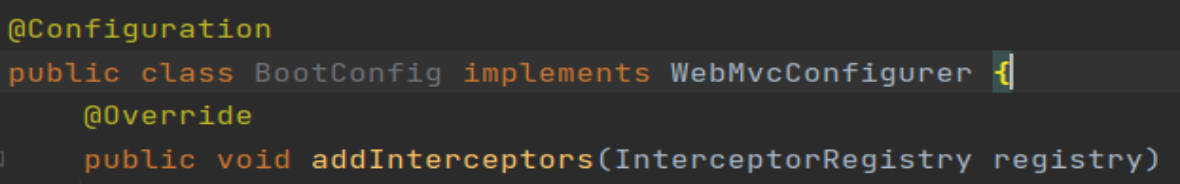 @Configuration
public class BootConfig implements WebMvcConfigurer {
@Override
public void addInterceptors(InterceptorRegistry registry)